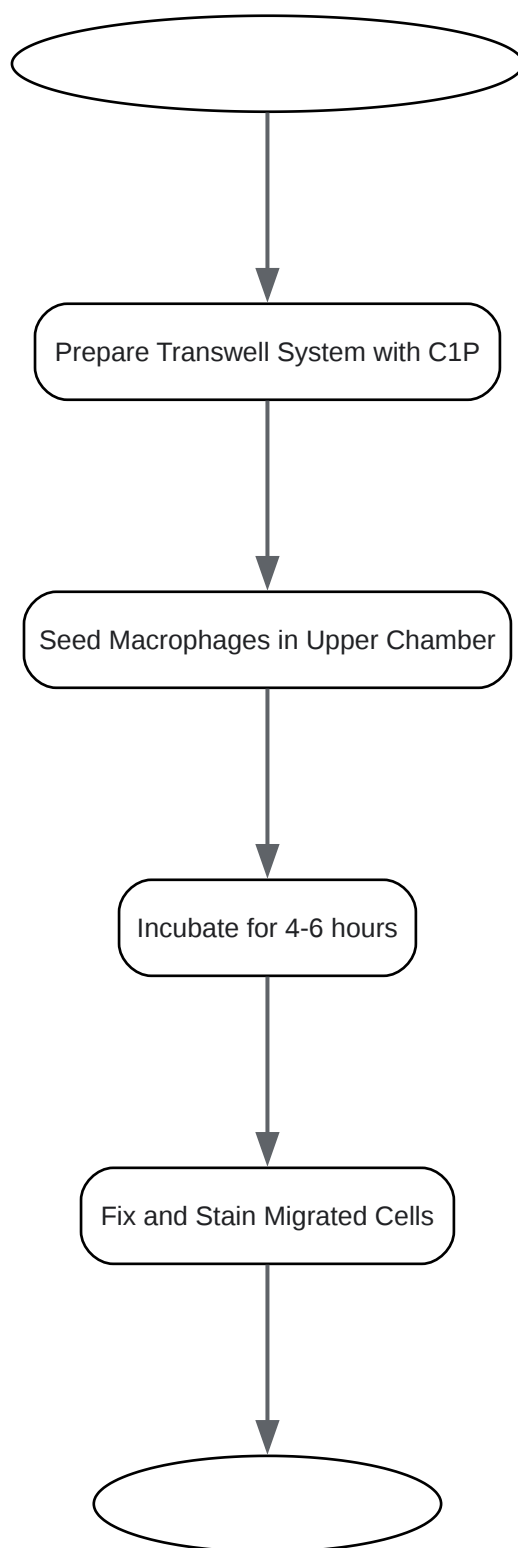 Prepare Transwell System with C1P
Seed Macrophages in Upper Chamber
Incubate for 4-6 hours
Fix and Stain Migrated Cells